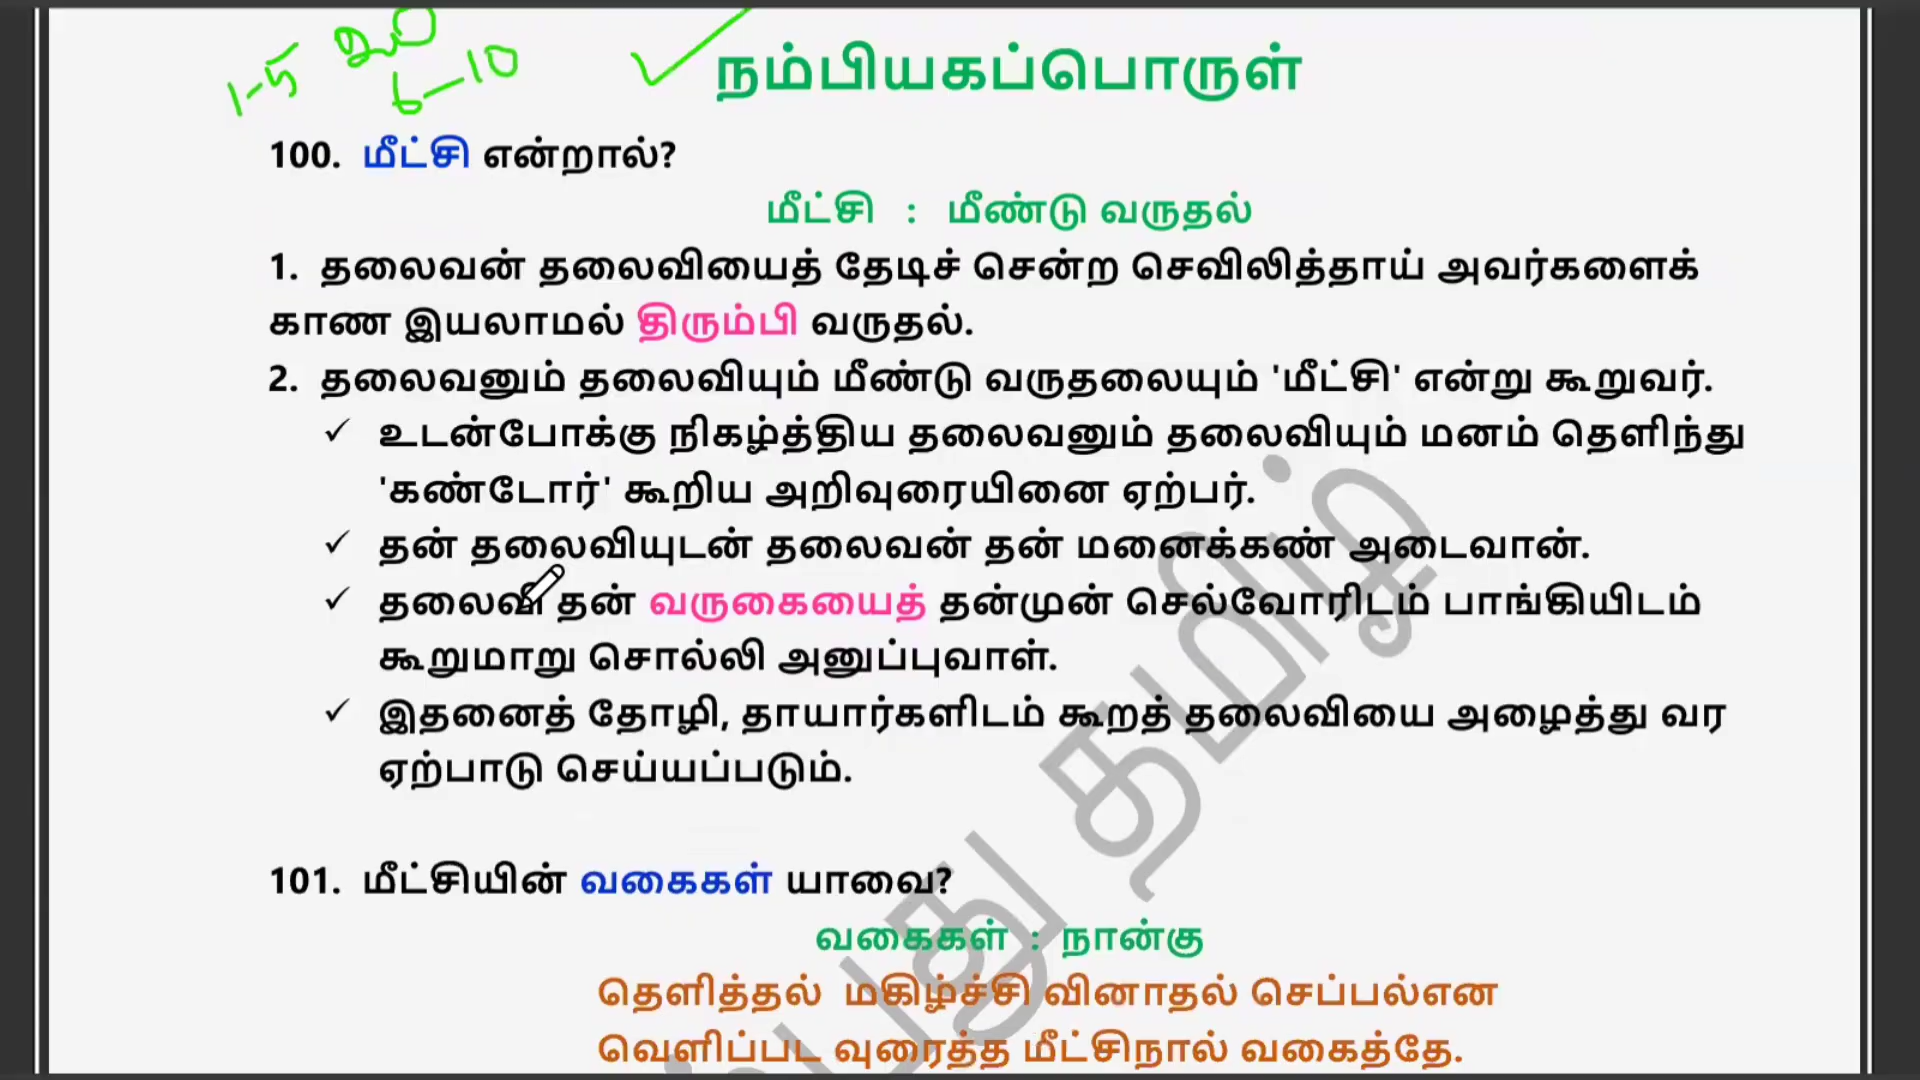 1-5
6-10
நம்பியகப்பொருள்
100. மீட்சி என்றால்?
மீட்சி : மீண்டு வருதல்
1. தலைவன் தலைவியைத் தேடிச் சென்ற செவிலித்தாய் அவர்களைக்
காண இயலாமல் திரும்பி வருதல்.
2. தலைவனும் தலைவியும் மீண்டு வருதலையும் 'மீட்சி' என்று கூறுவர்.
✓ உடன்போக்கு நிகழ்த்திய தலைவனும் தலைவியும் மனம் தெளிந்து
'கண்டோர்' கூறிய அறிவுரையினை ஏற்பர்.
✓ தன் தலைவியுடன் தலைவன் தன் மனைக்கண் அடைவான்.
✓ தலைவி தன் வருகையைத் தன்முன் செல்வோரிடம் பாங்கியிடம்
கூறுமாறு சொல்லி அனுப்புவாள்.
✓ இதனைத் தோழி, தாயார்களிடம் கூறத் தலைவியை அழைத்து வர
ஏற்பாடு செய்யப்படும்.
101. மீட்சியின் வகைகள் யாவை?
வகைகள் : நான்கு
தெளித்தல் மகிழ்ச்சி வினாதல் செப்பல்என
வெளிப்பட வுரைத்த மீட்சிநால் வகைத்தே.
தமிழ்